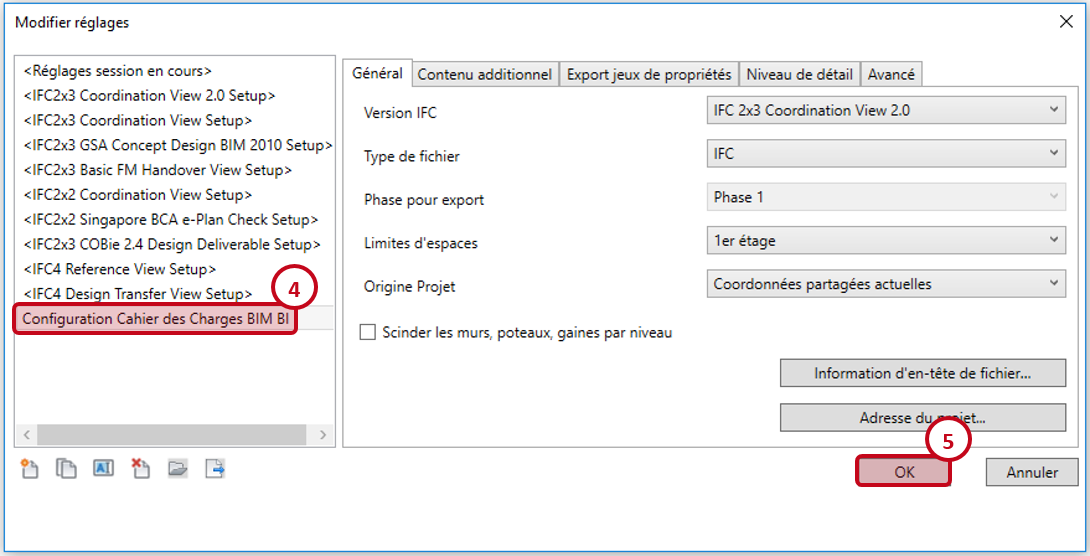 Modifier réglages
<Réglages session en cours>
<IFC2x3 Coordination View 2.0 Setup>
<IFC2x3 Coordination View Setup>
<IFC2x3 GSA Concept Design BIM 2010 Setup>
<IFC2x3 Basic FM Handover View Setup>
<IFC2x2 Coordination View Setup>
<IFC2x2 Singapore BCA e-Plan Check Setup>
<IFC2x3 COBie 2.4 Design Deliverable Setup>
<IFC4 Reference View Setup>
<IFC4 Design Transfer View Setup>
4
Configuration Cahier des Charges BIM BI
Général Contenu additionnel Export jeux de propriétés Niveau de détail Avancé
Version IFC IFC 2x3 Coordination View 2.0
Type de fichier IFC
Phase pour export Phase 1
Limites d'espaces 1er étage
Origine Projet Coordonnées partagées actuelles
Scinder les murs, poteaux, gaines par niveau
Information d'en-tête de fichier...
Adresse du projet...
5
AI
OK Annuler